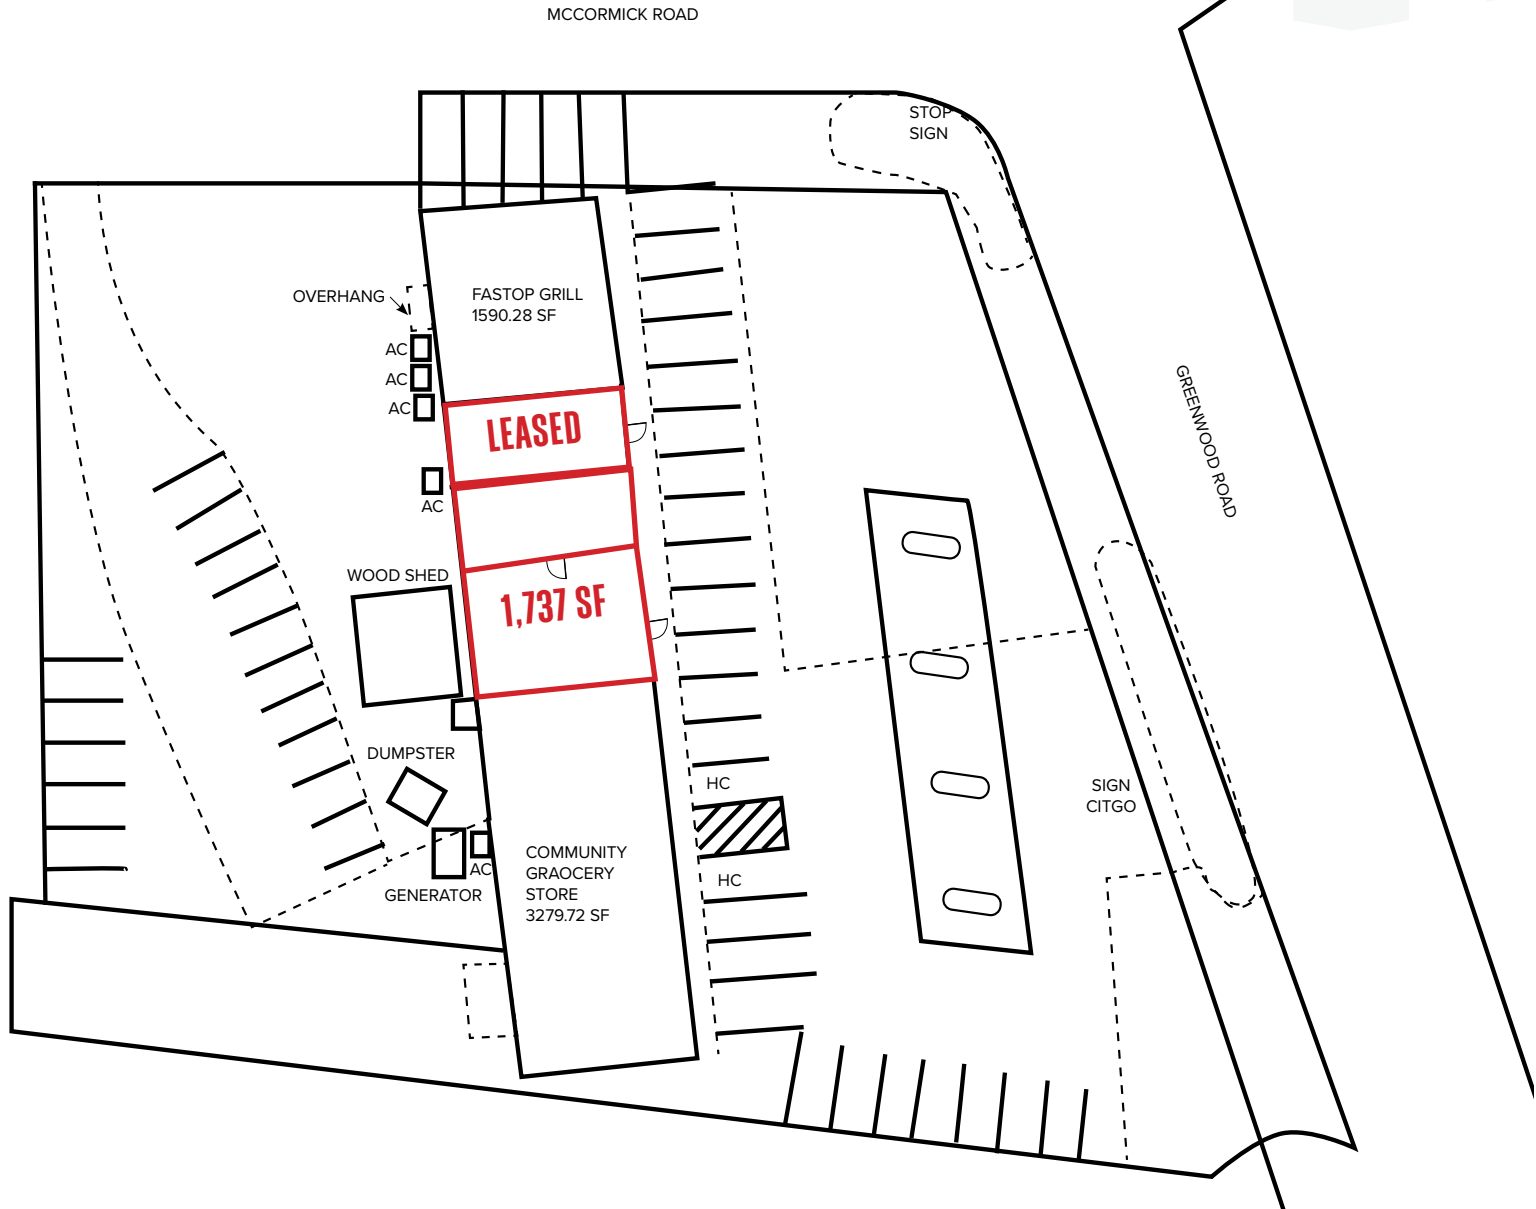 MCCORMICK ROAD
STOP
SIGN
OVERHANG
FASTOP GRILL
1590.28 SF
AC
AC
AC
LEASED
GREENWOOD ROAD
AC
WOOD SHED
1,737 SF
DUMPSTER
HC
SIGN
CITGO
COMMUNITY
GRAOCERY
STORE
3279.72 SF
AC
HC
GENERATOR